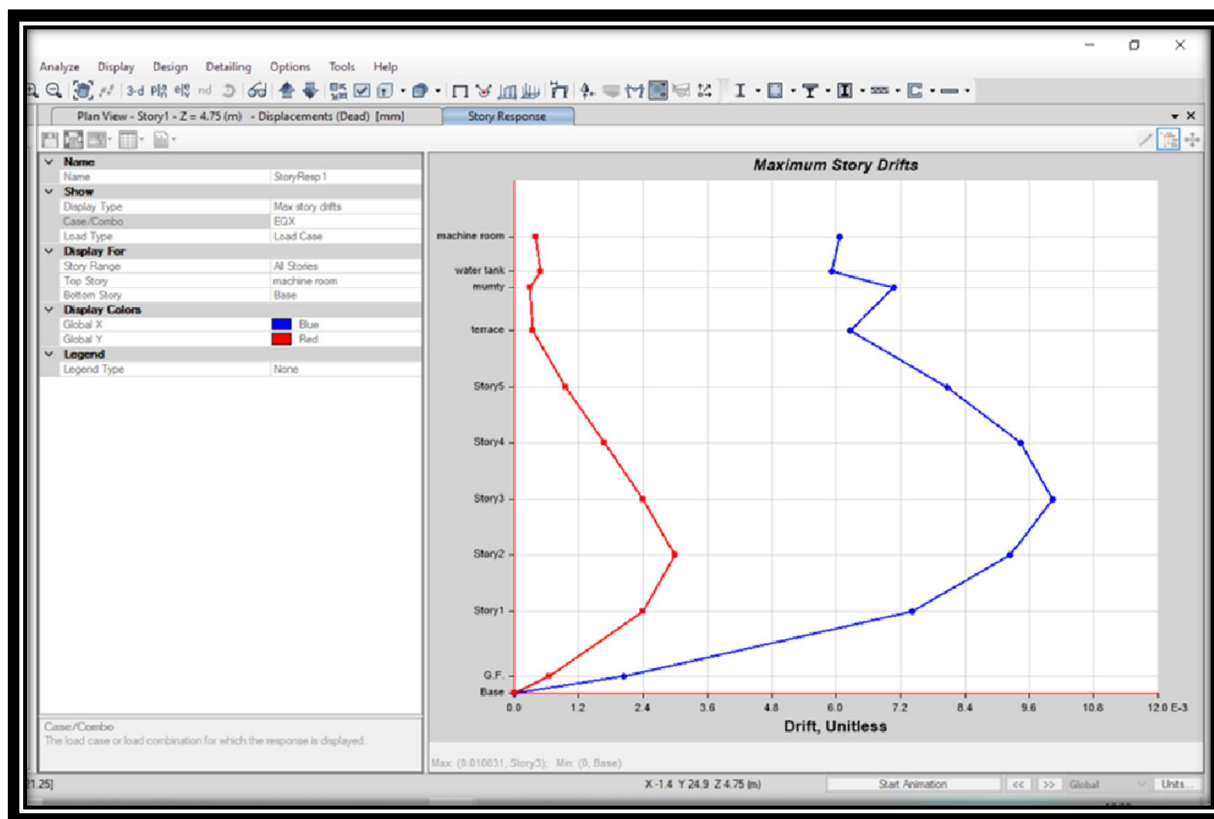 Analyze Display Design Detailing Options Tools Help
3-d
nd
Plan View - Story1 - Z = 4.75 (m) - Displacements (Dead) [mm]
Story Response
Name
Name StoryResp1
Show
Display Type Max story drifts
Case/Combo EQX
Load Type Load Case
Display For
Story Range All Stories
Top Story machine room
Bottom Story Base
Display Colors
Global X Blue
Global Y Red
Legend
Legend Type None
Case/Combo
The load case or load combination for which the response is displayed.
Maximum Story Drifts
machine room
water tank
mumty
terrace
Story5
Story4
Story3
Story2
Story1
G.F.
Base
0.0 1.2 2.4 3.6 4.8 6.0 7.2 8.4 9.6 10.8 12.0 E-3
Drift, Unitless
Max: (0.010031, Story3); Min: (0, Base)
21.25]
X -1.4 Y 24.9 Z 4.75 (m)
Start Animation
<< >>
Global
Units...